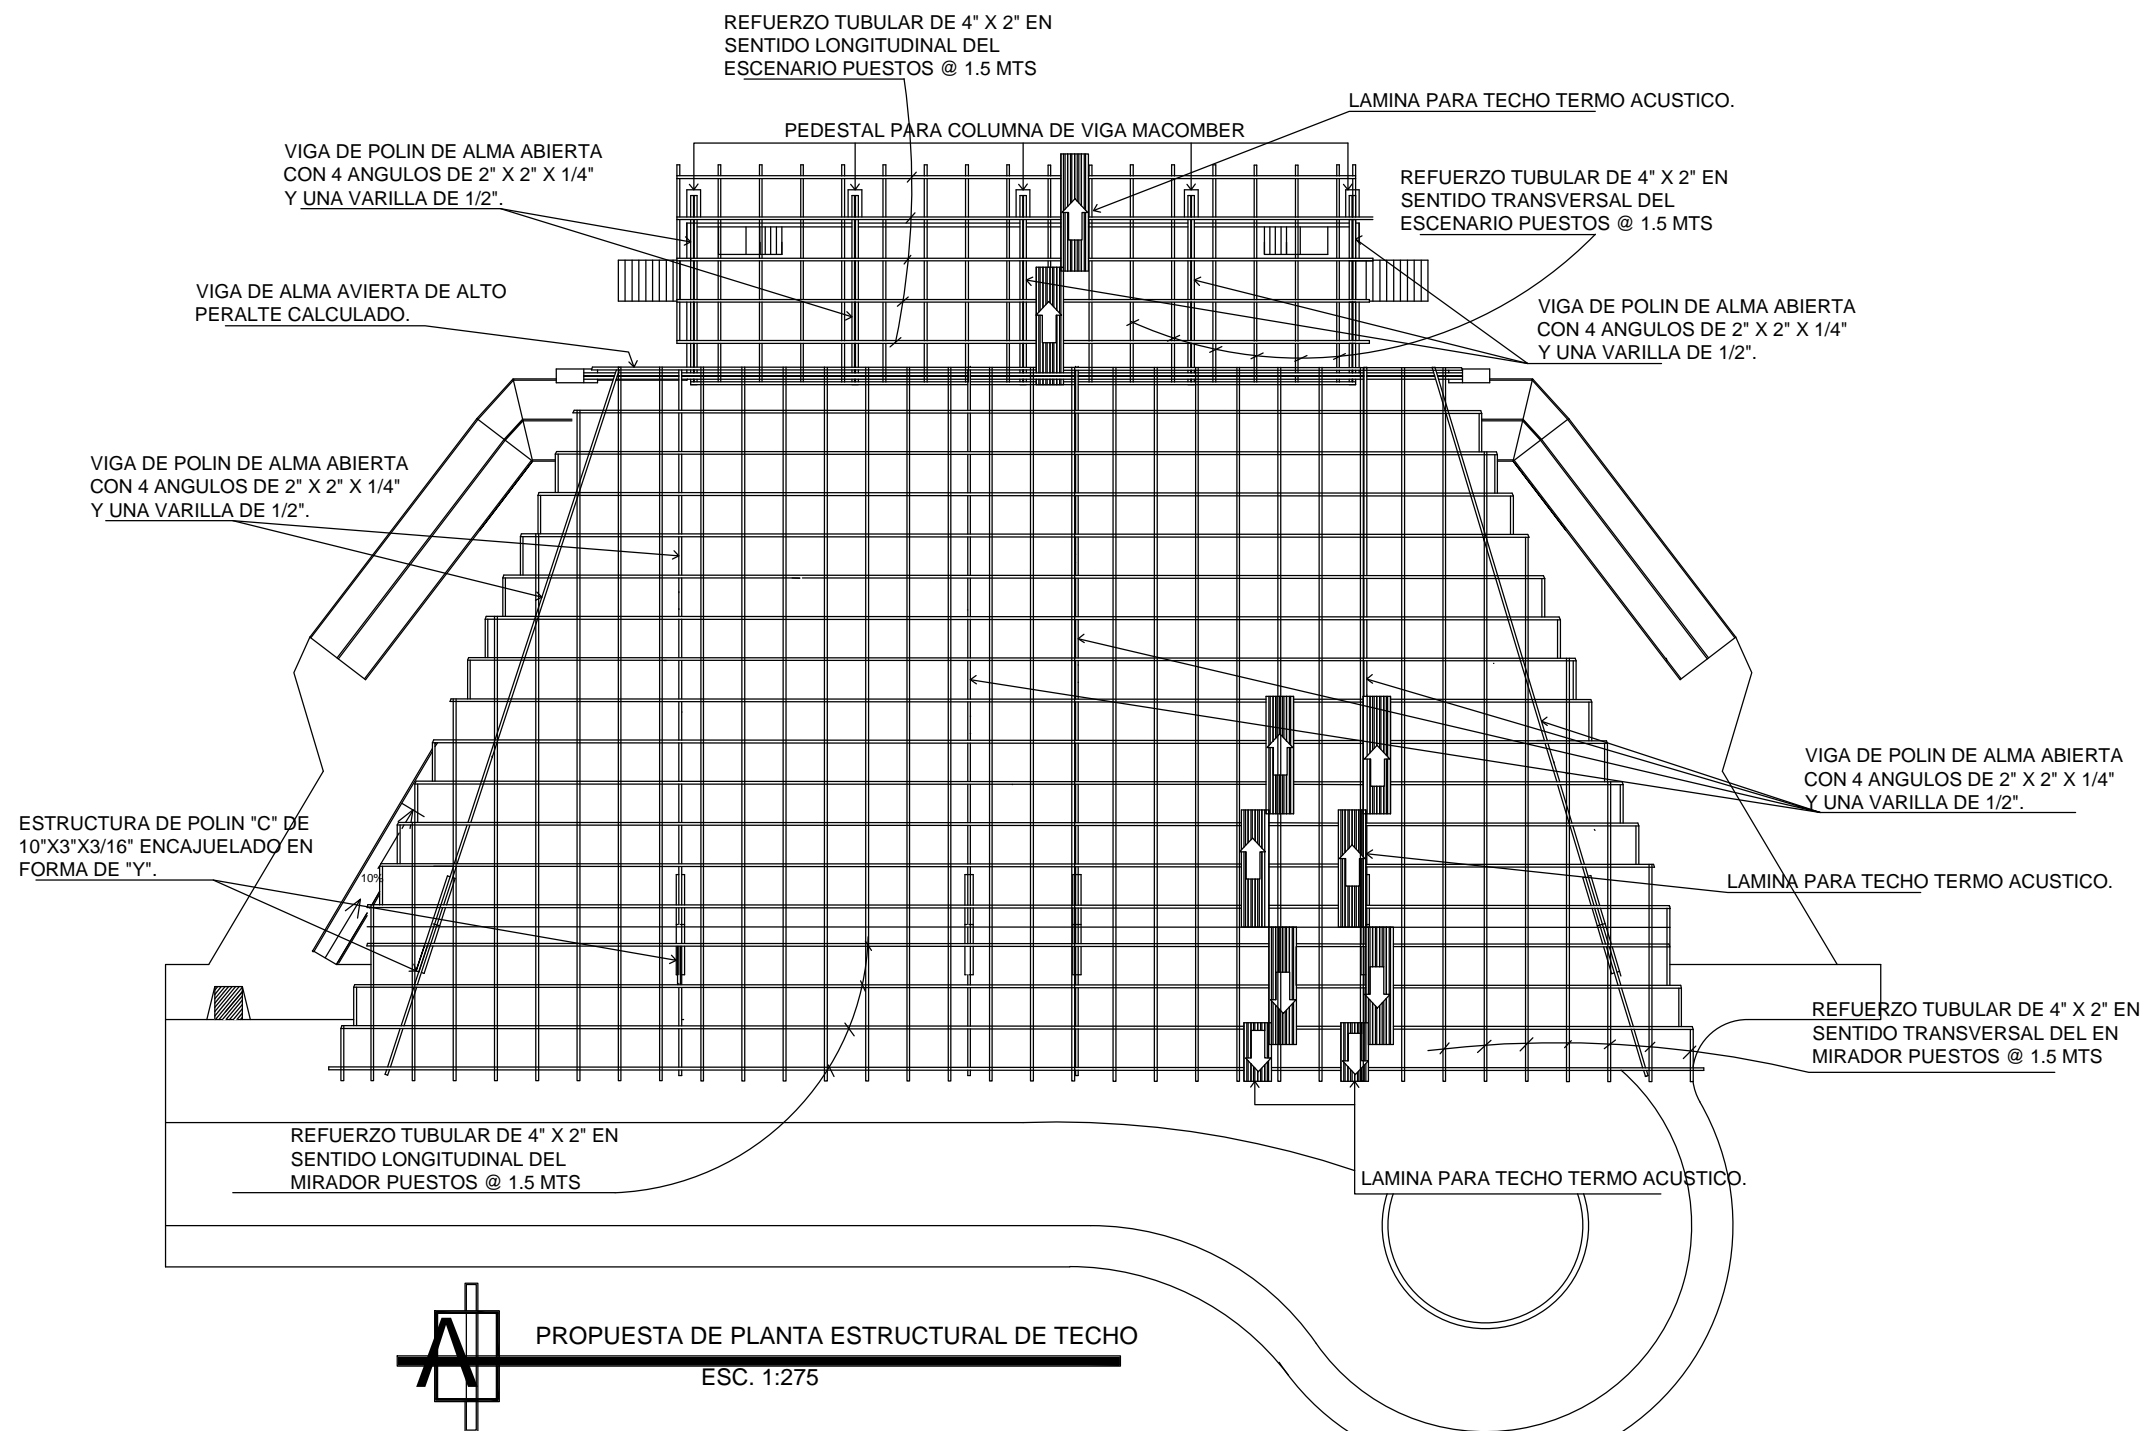 REFUERZO TUBULAR DE 4" X 2" EN
SENTIDO LONGITUDINAL DEL
ESCENARIO PUESTOS @ 1.5 MTS
LAMINA PARA TECHO TERMO ACUSTICO.
PEDESTAL PARA COLUMNA DE VIGA MACOMBER
VIGA DE POLIN DE ALMA ABIERTA
CON 4 ANGULOS DE 2" X 2" X 1/4"
Y UNA VARILLA DE 1/2".
REFUERZO TUBULAR DE 4" X 2" EN
SENTIDO TRANSVERSAL DEL
ESCENARIO PUESTOS @ 1.5 MTS
VIGA DE ALMA AVIERTA DE ALTO
PERALTE CALCULADO.
VIGA DE POLIN DE ALMA ABIERTA
CON 4 ANGULOS DE 2" X 2" X 1/4"
Y UNA VARILLA DE 1/2".
VIGA DE POLIN DE ALMA ABIERTA
CON 4 ANGULOS DE 2" X 2" X 1/4"
Y UNA VARILLA DE 1/2".
VIGA DE POLIN DE ALMA ABIERTA
CON 4 ANGULOS DE 2" X 2" X 1/4"
Y UNA VARILLA DE 1/2".
ESTRUCTURA DE POLIN "C" DE
10"X3"X3/16" ENCAJUELADO EN
FORMA DE "Y".
10%
LAMINA PARA TECHO TERMO ACUSTICO.
REFUERZO TUBULAR DE 4" X 2" EN
SENTIDO TRANSVERSAL DEL EN
MIRADOR PUESTOS @ 1.5 MTS
REFUERZO TUBULAR DE 4" X 2" EN
SENTIDO LONGITUDINAL DEL
MIRADOR PUESTOS @ 1.5 MTS
LAMINA PARA TECHO TERMO ACUSTICO.
A
PROPUESTA DE PLANTA ESTRUCTURAL DE TECHO
ESC. 1:275